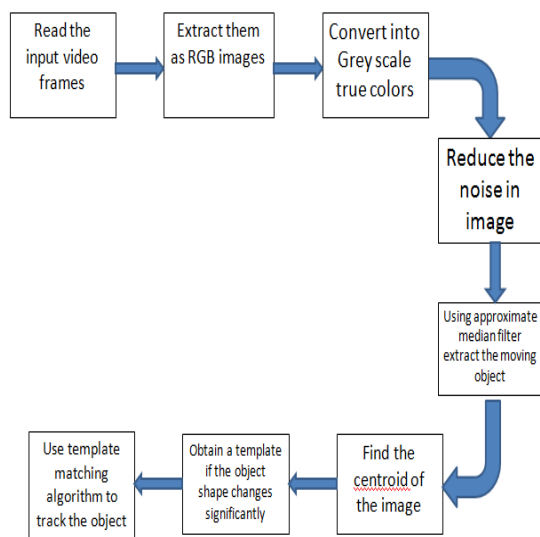 Read the
input video
frames
Extract them
as RGB images
Convert into
Grey scale
true colors
Reduce the
noise in
image
Using approximate
median filter
extract the moving
object
Find the
centroid of
the image
Obtain a template
if the object
shape changes
significantly
Use template
matching
algorithm to
track the object